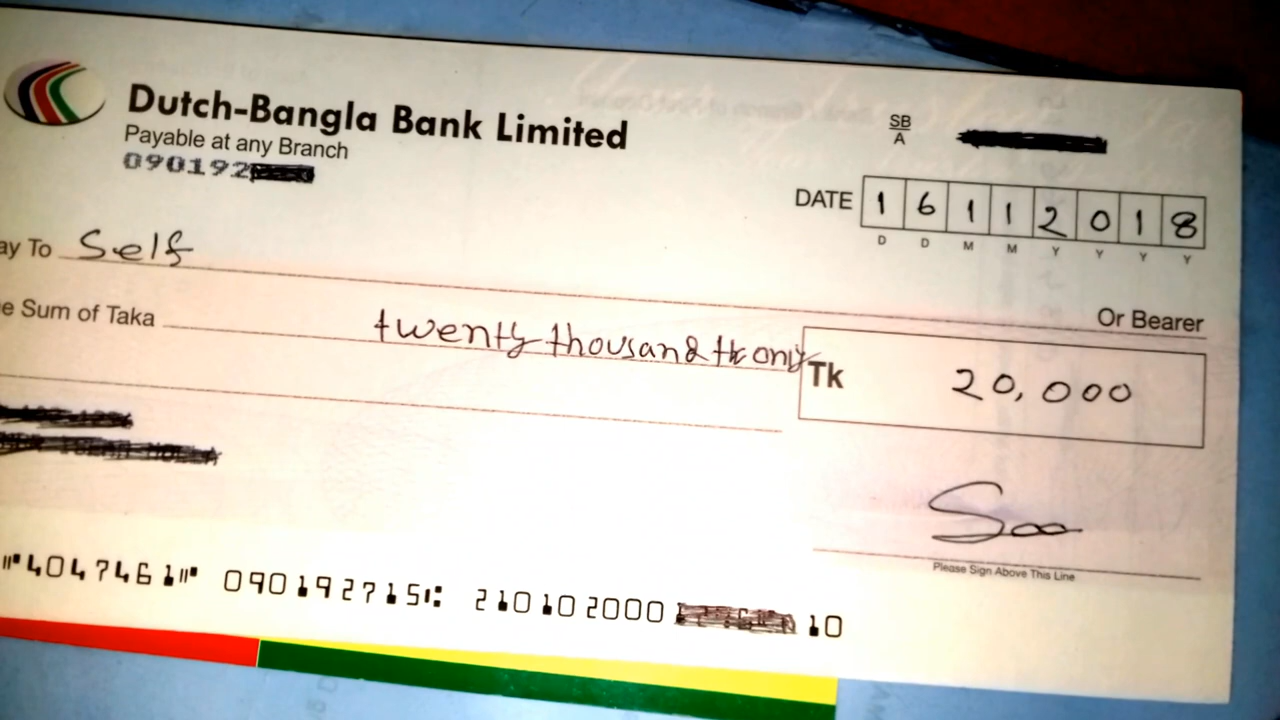 Dutch-Bangla Bank Limited
Payable at any Branch
090192
SB
A
DATE 1 6 1 1 2 0 1 8
D D M M Y Y Y Y
ay To Self
Or Bearer
e Sum of Taka twenty thousand tk only
Tk 20,000
Please Sign Above This Line
⑈4047461⑈ 090192715⑆ 210102000 10